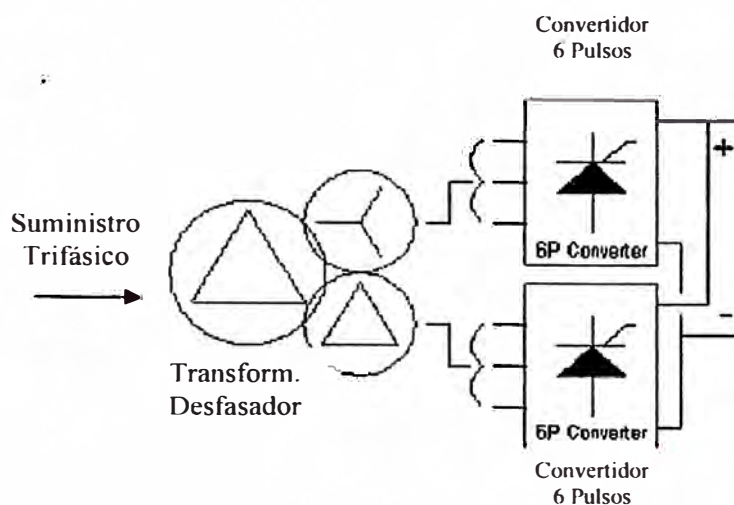 Convertidor
6 Pulsos
Suministro
Trifásico
+
6P Converter
-
Transform.
Desfasador
6P Converter
Convertidor
6 Pulsos